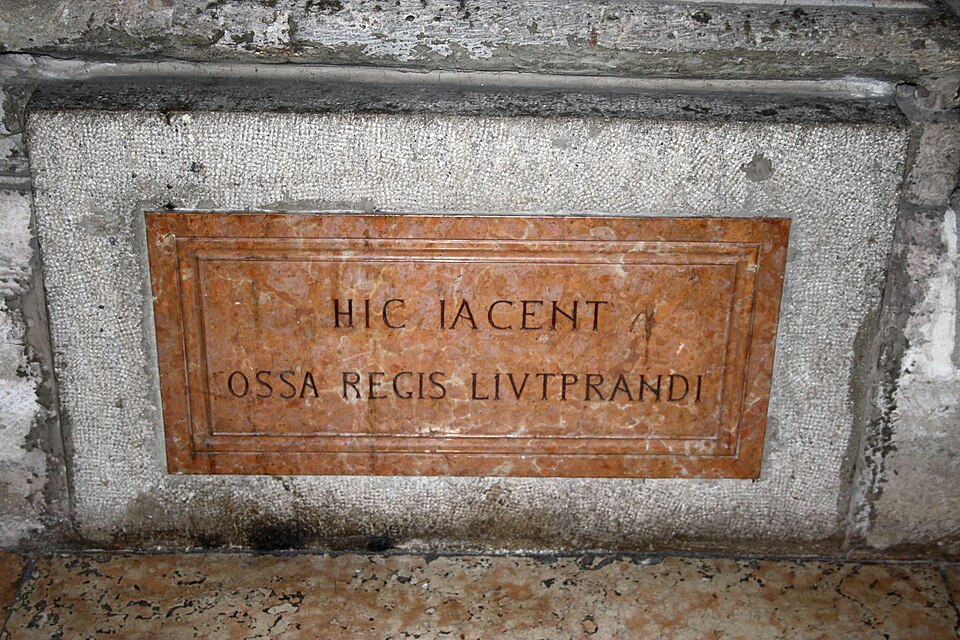 HIC IACENT
OSSA REGIS LIVTPRANDI